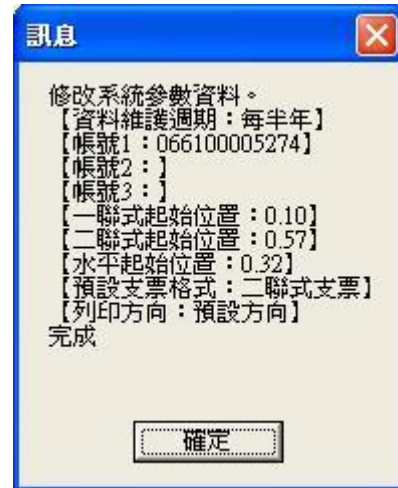 訊息
修改系統參數資料。
【資料維護週期：每半年】
【帳號1：066100005274】
【帳號2：】
【帳號3：】
【一聯式起始位置：0.10】
【二聯式起始位置：0.57】
【水平起始位置：0.32】
【預設支票格式：二聯式支票】
【列印方向：預設方向】
完成
確定